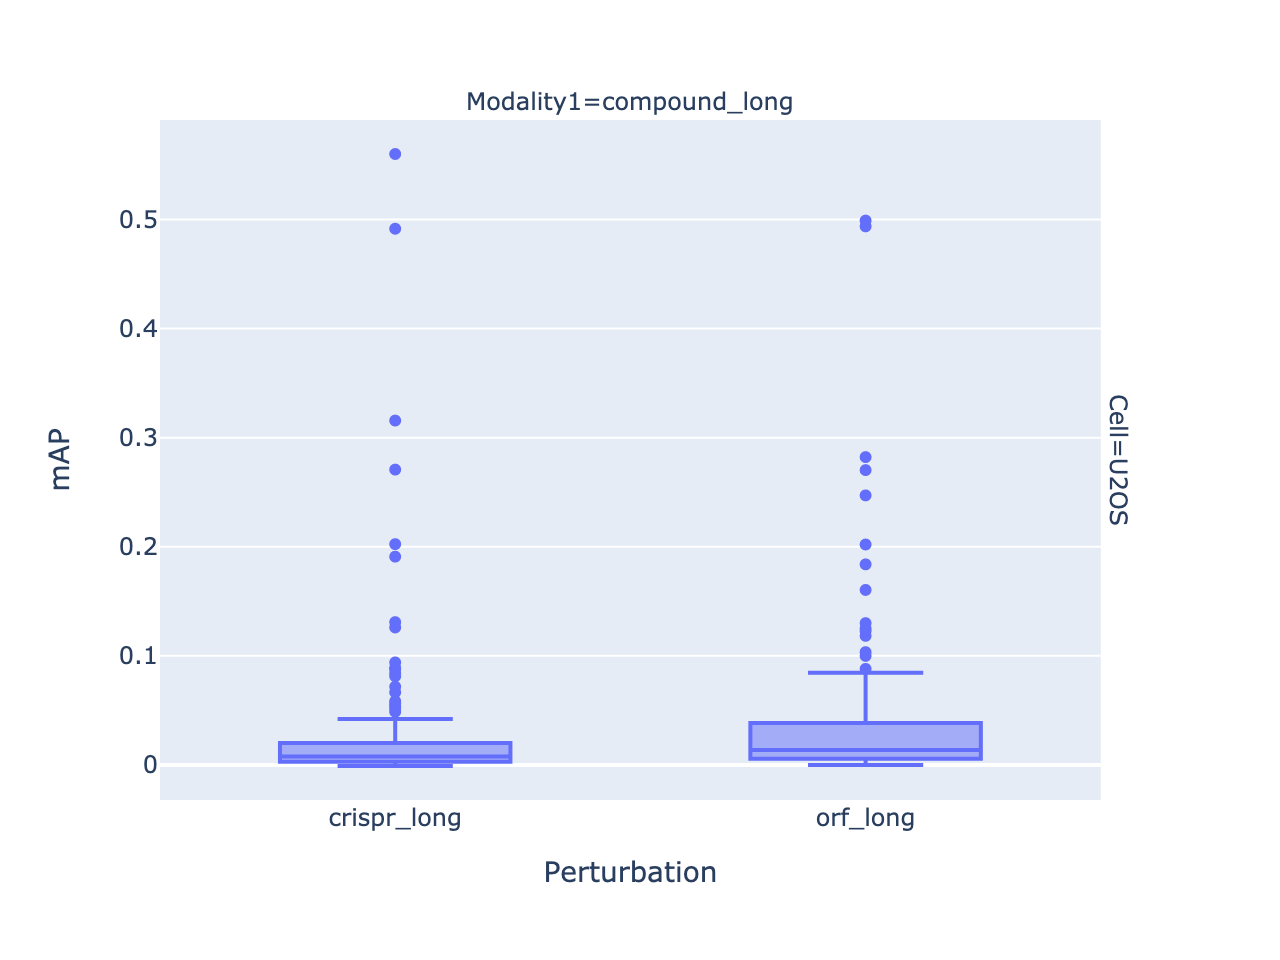 Modality1=compound_long
0.5
0.4
0.3
0.2
0.1
0
mAP
Cell=U2OS
crispr_long
orf_long
Perturbation